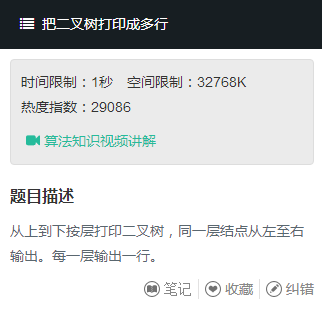 把二叉树打印成多行
时间限制：1秒 空间限制：32768K
热度指数：29086
算法知识视频讲解
题目描述
从上到下按层打印二叉树，同一层结点从左至右
输出。每一层输出一行。
笔记 收藏 纠错